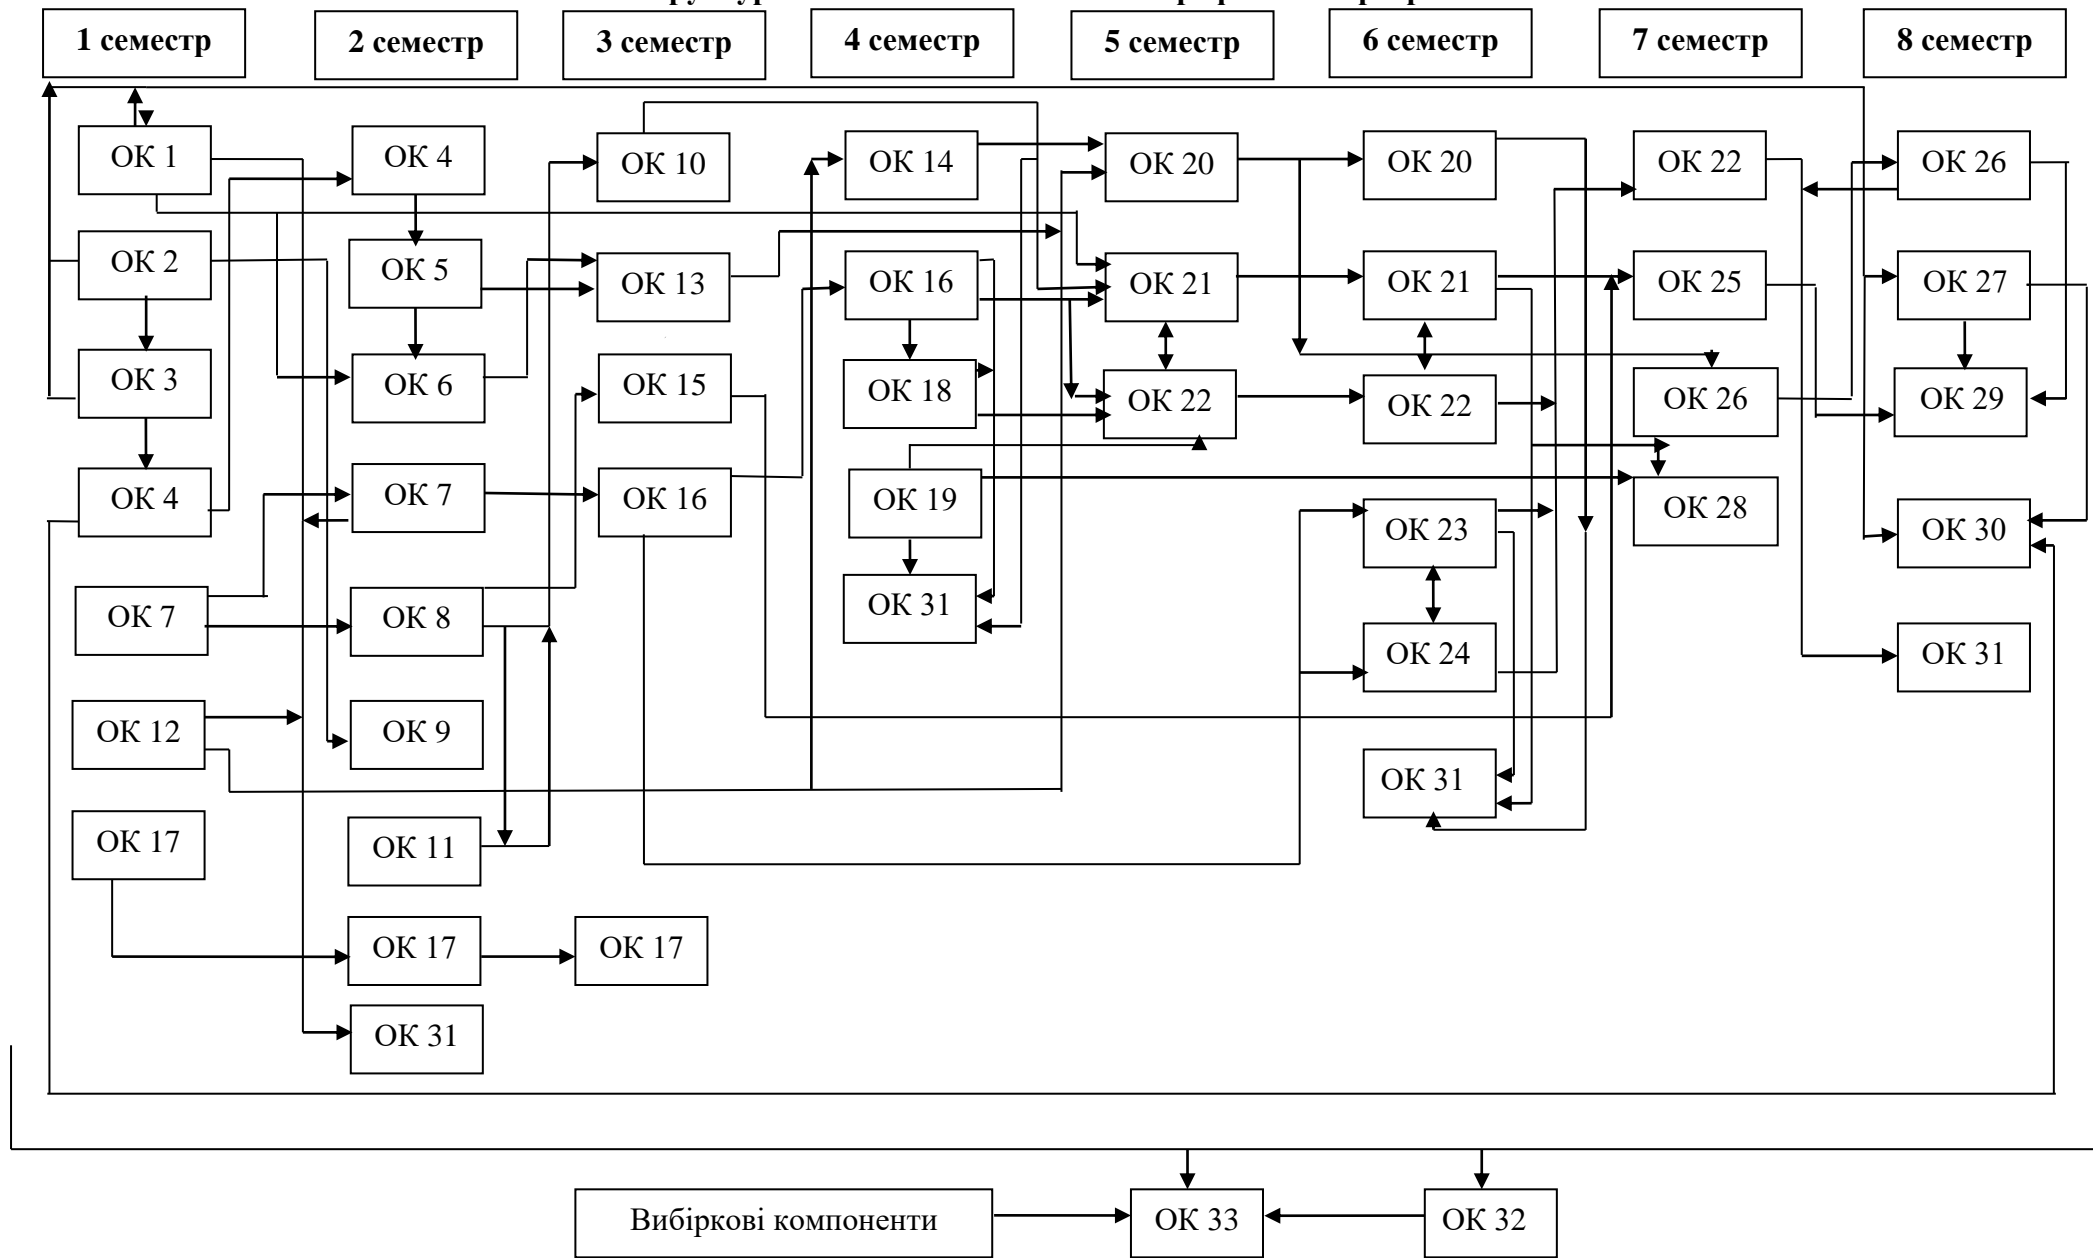 1 семестр
2 семестр
3 семестр
4 семестр
5 семестр
6 семестр
7 семестр
8 семестр
ОК 1
ОК 2
ОК 3
ОК 4
ОК 7
ОК 12
ОК 17
ОК 4
ОК 5
ОК 6
ОК 7
ОК 8
ОК 9
ОК 11
ОК 17
ОК 31
ОК 10
ОК 13
ОК 15
ОК 16
ОК 17
ОК 14
ОК 16
ОК 18
ОК 19
ОК 31
ОК 20
ОК 21
ОК 22
ОК 20
ОК 21
ОК 22
ОК 23
ОК 24
ОК 31
ОК 22
ОК 25
ОК 26
ОК 28
ОК 26
ОК 27
ОК 29
ОК 30
ОК 31
Вибіркові компоненти
ОК 33
ОК 32